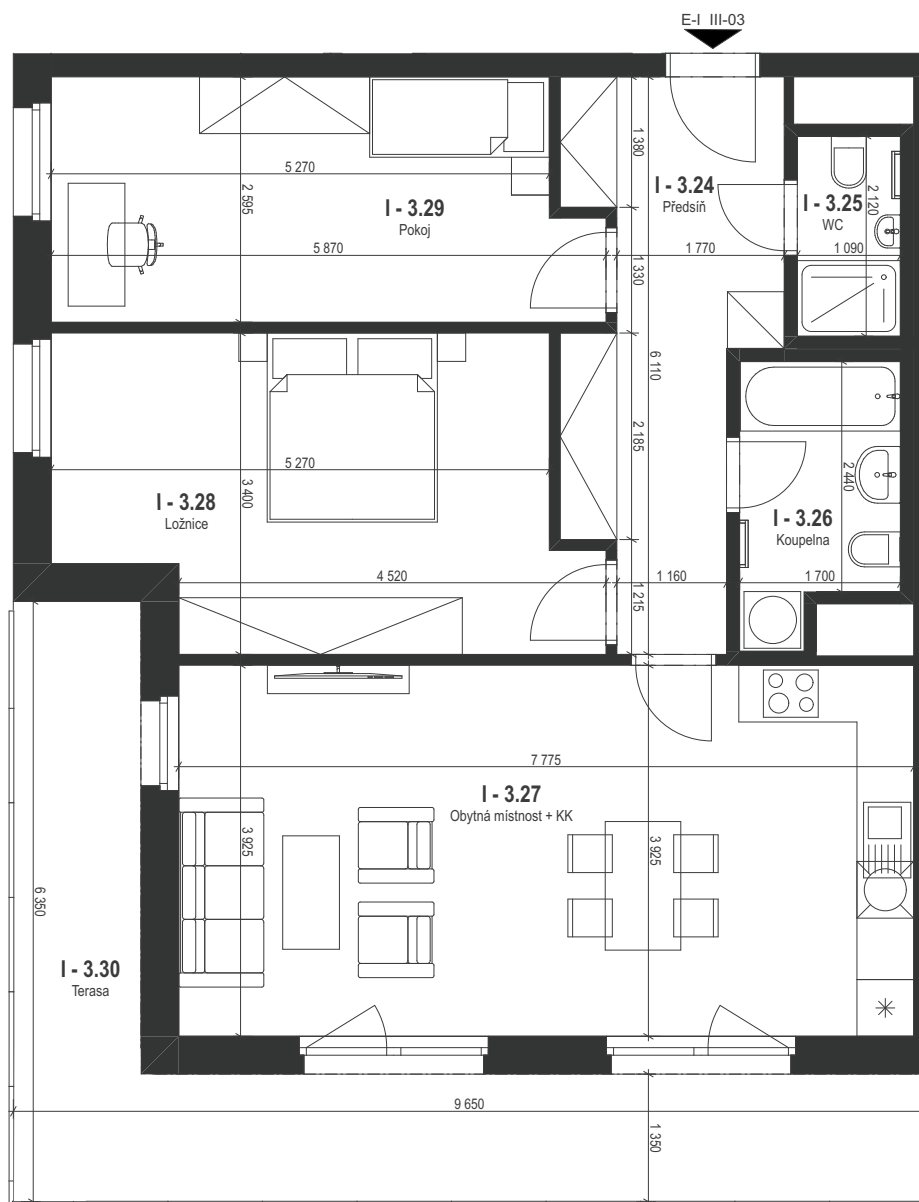 E-I III-03
5 270
2 595
I - 3.29
Pokoj
5 870
1 380
I - 3.24
Předsíň
1 770
1 330
I - 3.25
WC
2 120
1 090
6 110
5 270
3 400
I - 3.28
Ložnice
2 185
2 440
I - 3.26
Koupelna
4 520
1 160
1 700
1 215
7 775
I - 3.27
Obytná místnost + KK
3 925
3 925
6 350
I - 3.30
Terasa
9 650
1 350